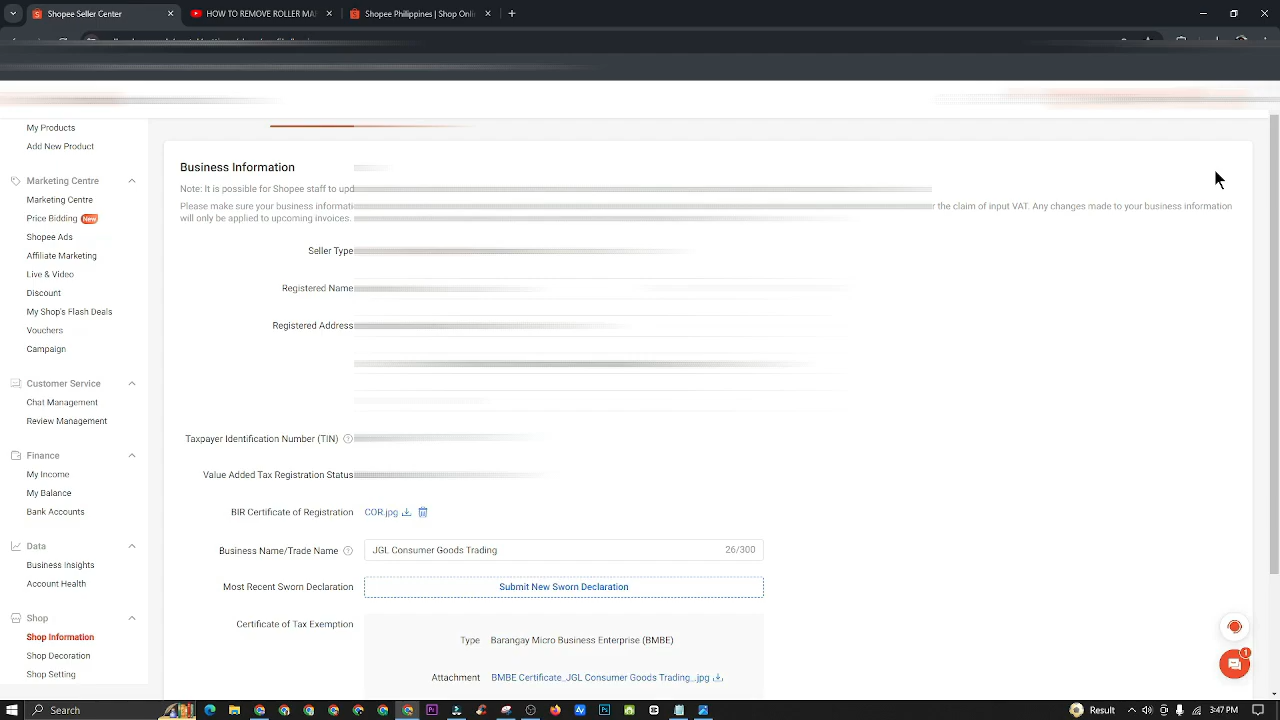 Shopee Seller Center
HOW TO REMOVE ROLLER MA
Shopee Philippines | Shop Onli
My Products
Add New Product
Marketing Centre
Marketing Centre
Price Bidding New
Shopee Ads
Affiliate Marketing
Live & Video
Discount
My Shop's Flash Deals
Vouchers
Campaign
Customer Service
Chat Management
Review Management
Finance
My Income
My Balance
Bank Accounts
Data
Business Insights
Account Health
Shop
Shop Information
Shop Decoration
Shop Setting
Business Information
Note: It is possible for Shopee staff to upd
Please make sure your business informati r the claim of input VAT. Any changes made to your business information
will only be applied to upcoming invoices.
Seller Type
Registered Name
Registered Address
Taxpayer Identification Number (TIN) ?
Value Added Tax Registration Status
BIR Certificate of Registration COR.jpg
Business Name/Trade Name ? JGL Consumer Goods Trading 26/300
Most Recent Sworn Declaration Submit New Sworn Declaration
Certificate of Tax Exemption
Type Barangay Micro Business Enterprise (BMBE)
Attachment BMBE Certificate_JGL Consumer Goods Trading_.jpg
1
Search
Result
3:47 PM